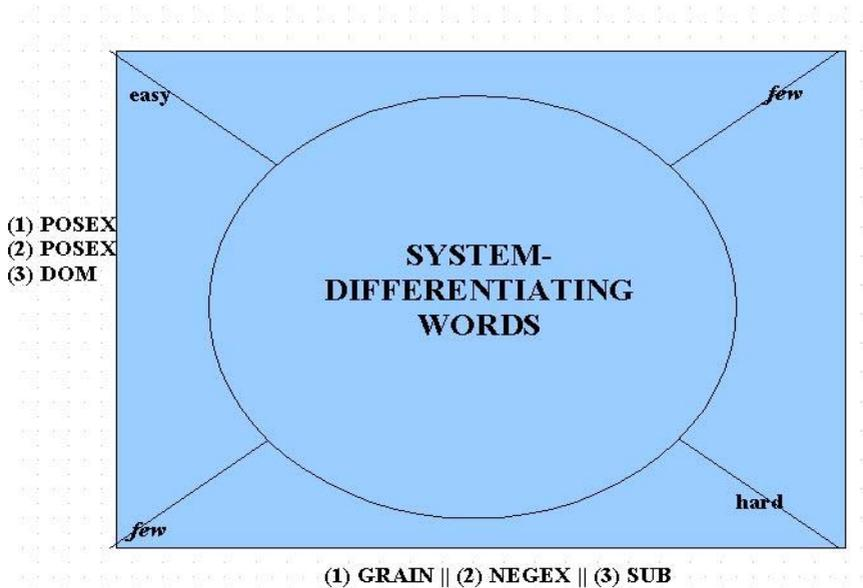 easy
few
(1) POSEX
(2) POSEX
(3) DOM
SYSTEM-
DIFFERENTIATING
WORDS
few
hard
(1) GRAIN || (2) NEGEX || (3) SUB